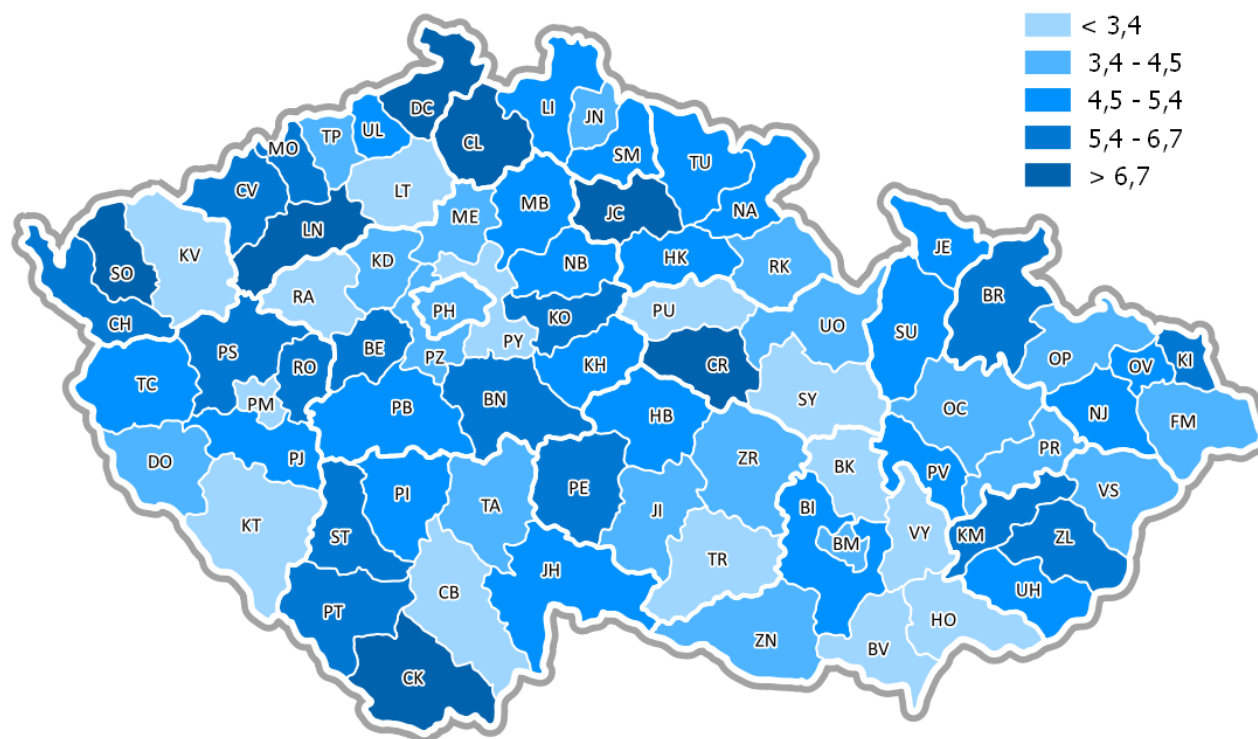 < 3,4
3,4 - 4,5
4,5 - 5,4
5,4 - 6,7
> 6,7
DC
LI
JN
MO
TP
UL
CL
SM
TU
CV
LT
ME
MB
JC
NA
LN
SO
KV
KD
NB
HK
RK
JE
RA
PH
KO
PU
BR
CH
PS
RO
BE
PZ
PY
UO
SU
OP
OV
KI
TC
PM
PB
BN
KH
CR
SY
OC
NJ
FM
DO
PJ
HB
ZR
BK
PV
PR
VS
KT
ST
PI
TA
PE
JI
BI
BM
VY
KM
ZL
PT
CB
JH
TR
UH
CK
ZN
BV
HO